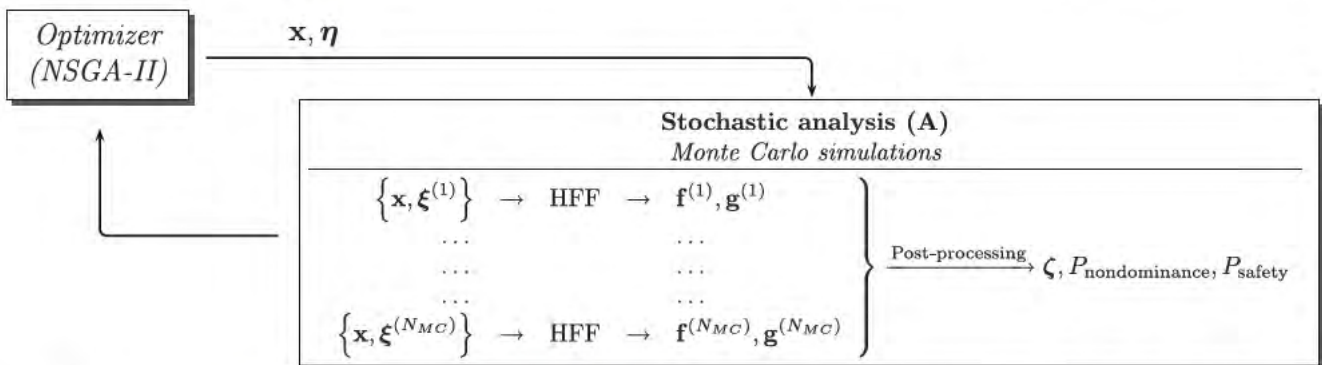 Optimizer
(NSGA-II)
x, η
Stochastic analysis (A)
Monte Carlo simulations
{x, ξ^(1)} → HFF → f^(1), g^(1)
... ...
... ...
... ...
{x, ξ^(N_MC)} → HFF → f^(N_MC), g^(N_MC)
Post-processing
ζ, P_nondominance, P_safety